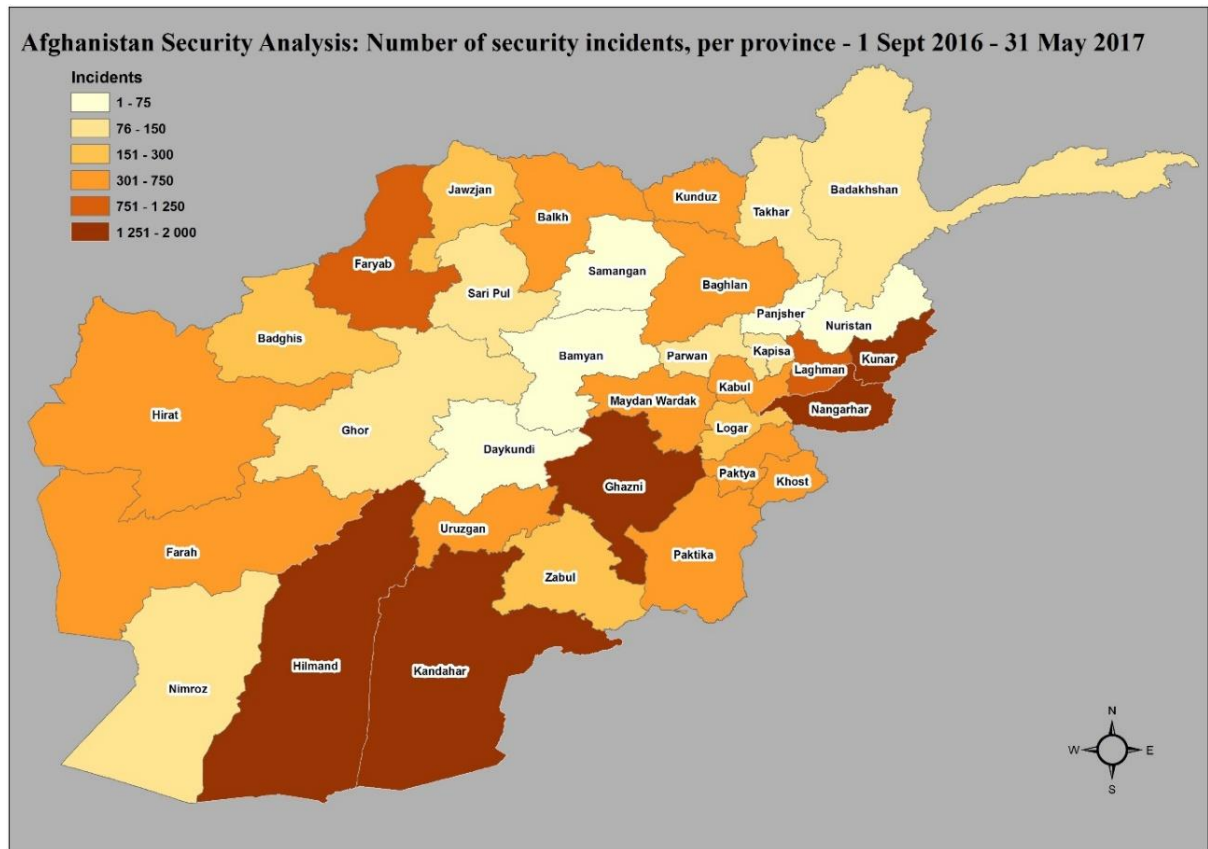 Afghanistan Security Analysis: Number of security incidents, per province - 1 Sept 2016 - 31 May 2017
Incidents
1 - 75
76 - 150
151 - 300
301 - 750
751 - 1 250
1 251 - 2 000
Jawzjan
Balkh
Kunduz
Takhar
Badakhshan
Faryab
Sari Pul
Samangan
Baghlan
Panjsher
Nuristan
Badghis
Bamyan
Parwan
Kapisa
Laghman
Kunar
Hirat
Ghor
Maydan Wardak
Kabul
Nangarhar
Logar
Daykundi
Ghazni
Paktya
Khost
Uruzgan
Farah
Zabul
Paktika
Nimroz
Hilmand
Kandahar
N
W
E
S